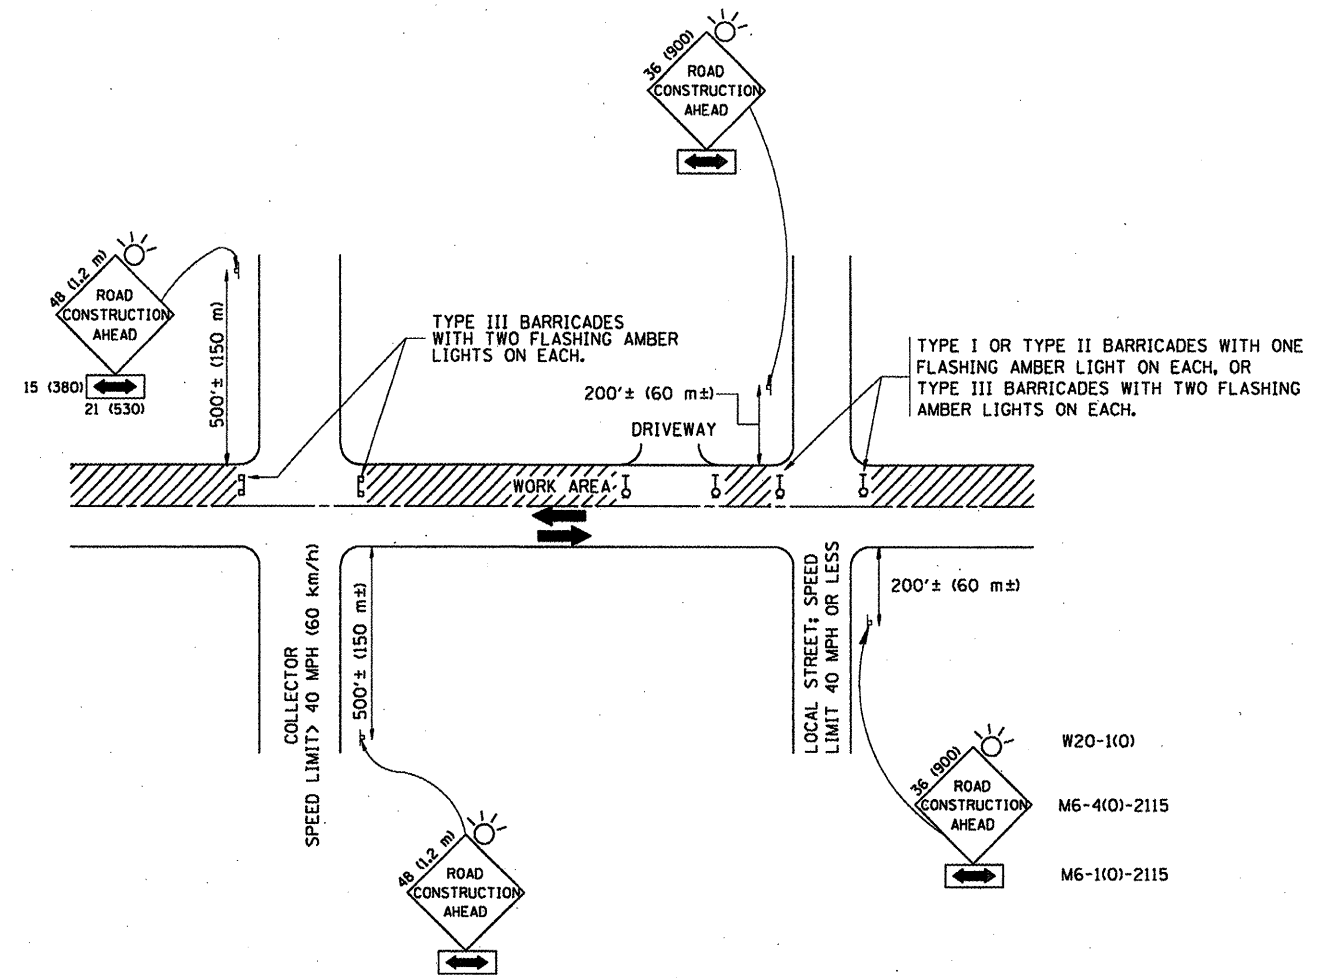 36 (900)
ROAD
CONSTRUCTION
AHEAD
48 (1.2 m)
ROAD
CONSTRUCTION
AHEAD
15 (380)
21 (530)
500'± (150 m)
TYPE III BARRICADES
WITH TWO FLASHING AMBER
LIGHTS ON EACH.
200'± (60 m±)
DRIVEWAY
TYPE I OR TYPE II BARRICADES WITH ONE
FLASHING AMBER LIGHT ON EACH, OR
TYPE III BARRICADES WITH TWO FLASHING
AMBER LIGHTS ON EACH.
WORK AREA
COLLECTOR
SPEED LIMIT> 40 MPH (60 km/h)
500'± (150 m±)
LOCAL STREET; SPEED
LIMIT 40 MPH OR LESS
200'± (60 m±)
48 (1.2 m)
ROAD
CONSTRUCTION
AHEAD
36 (900)
ROAD
CONSTRUCTION
AHEAD
W20-1(O)
M6-4(O)-2115
M6-1(O)-2115